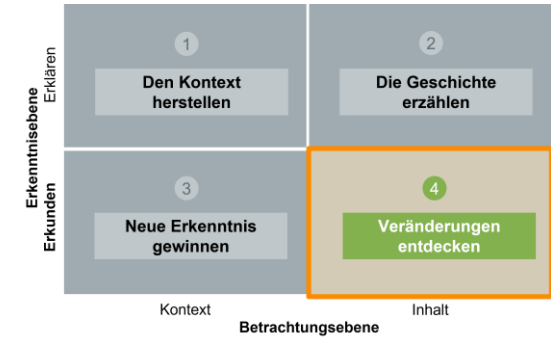 Erkenntnisebene
Erklären
Erkunden
1
Den Kontext
herstellen
2
Die Geschichte
erzählen
3
Neue Erkenntnis
gewinnen
4
Veränderungen
entdecken
Kontext
Inhalt
Betrachtungsebene